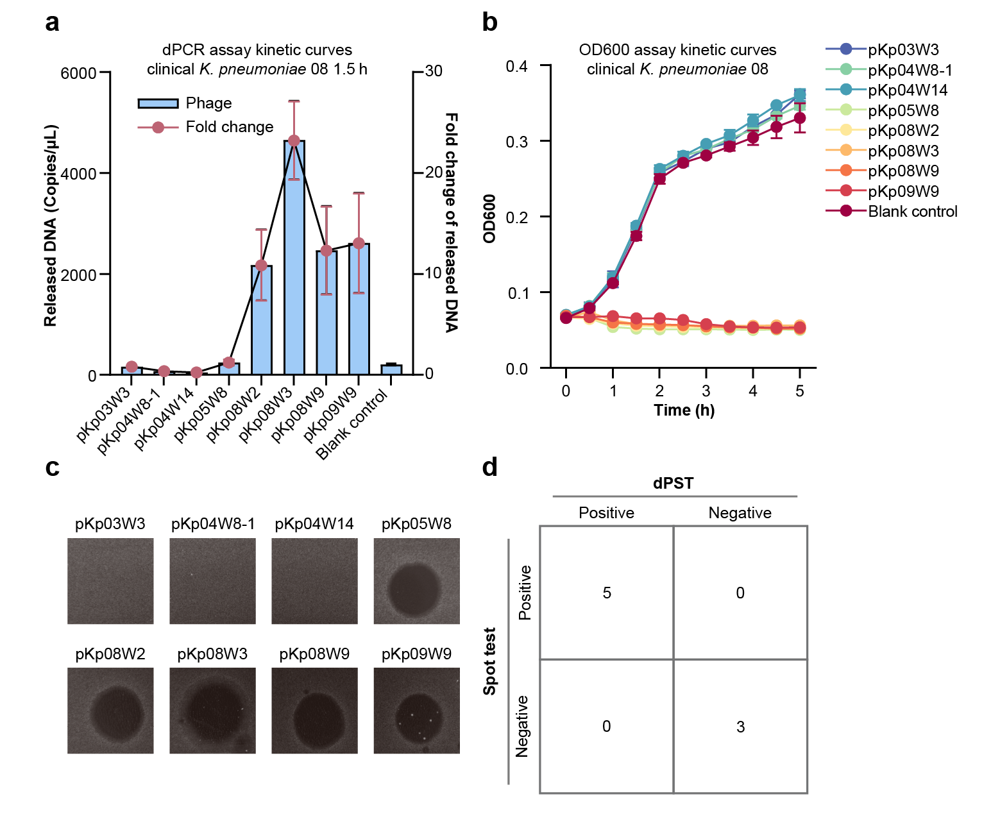 a
dPCR assay kinetic curves
clinical K. pneumoniae 08 1.5 h
Released DNA (Copies/µL)
6000
4000
2000
0
Phage
Fold change
30
20
10
0
Fold change of released DNA
pKp03W3
pKp04W8-1
pKp04W14
pKp05W8
pKp08W2
pKp08W3
pKp08W9
pKp09W9
Blank control
b
OD600 assay kinetic curves
clinical K. pneumoniae 08
OD600
0.4
0.3
0.2
0.1
0.0
0
1
2
3
4
5
Time (h)
pKp03W3
pKp04W8-1
pKp04W14
pKp05W8
pKp08W2
pKp08W3
pKp08W9
pKp09W9
Blank control
c
pKp03W3
pKp04W8-1
pKp04W14
pKp05W8
pKp08W2
pKp08W3
pKp08W9
pKp09W9
d
dPST
Positive
Negative
Spot test
Positive
5
0
Negative
0
3